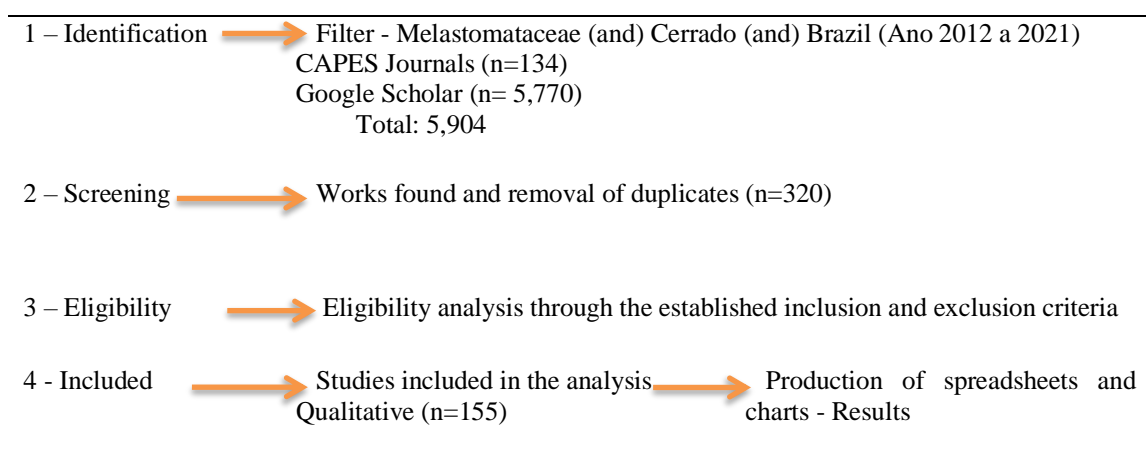 1 – Identification Filter - Melastomataceae (and) Cerrado (and) Brazil (Ano 2012 a 2021)
CAPES Journals (n=134)
Google Scholar (n= 5,770)
Total: 5,904
2 – Screening Works found and removal of duplicates (n=320)
3 – Eligibility Eligibility analysis through the established inclusion and exclusion criteria
4 - Included Studies included in the analysis Production of spreadsheets and
Qualitative (n=155) charts - Results